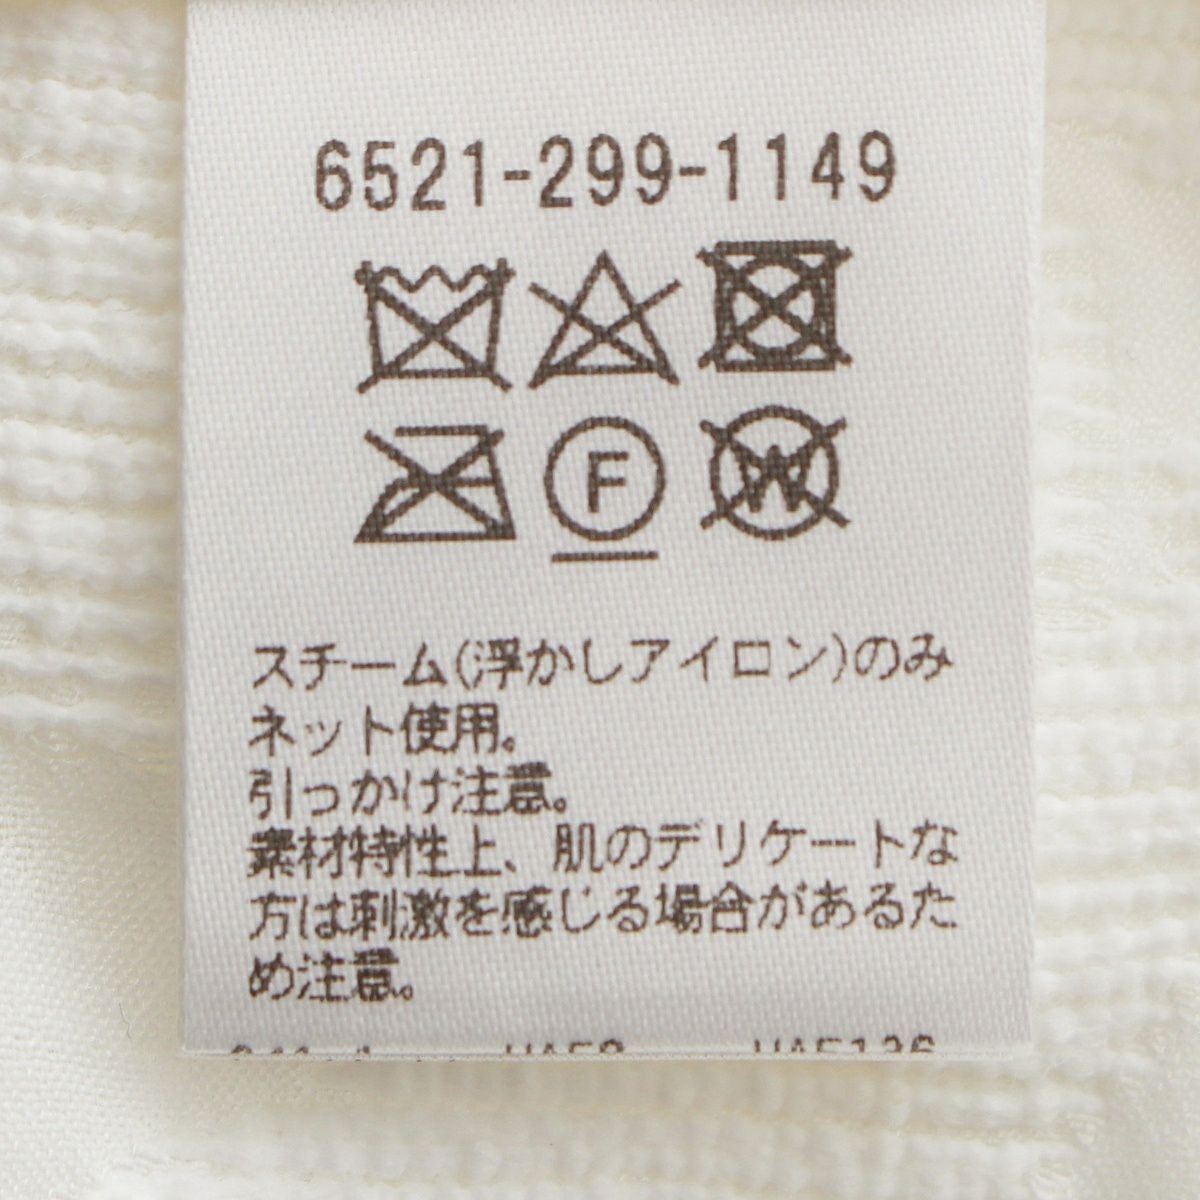 6521-299-1149
F
W
スチーム(浮かしアイロン)のみ
ネット使用。
引っかけ注意。
素材特性上、肌のデリケートな
方は刺激を感じる場合があるた
め注意。